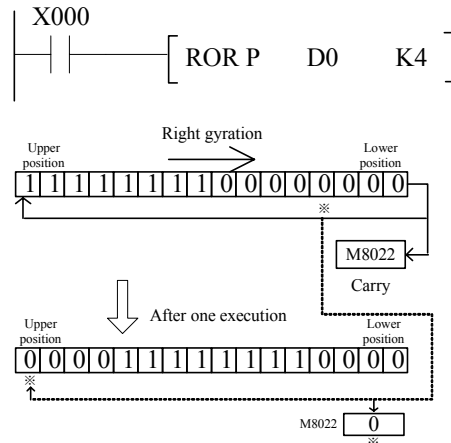 X000
ROR P D0 K4
Right gyration
Upper position
Lower position
1 1 1 1 1 1 1 1 0 0 0 0 0 0 0 0
※
M8022
Carry
After one execution
Upper position
Lower position
0 0 0 0 1 1 1 1 1 1 1 1 0 0 0 0
※
M8022 0
※